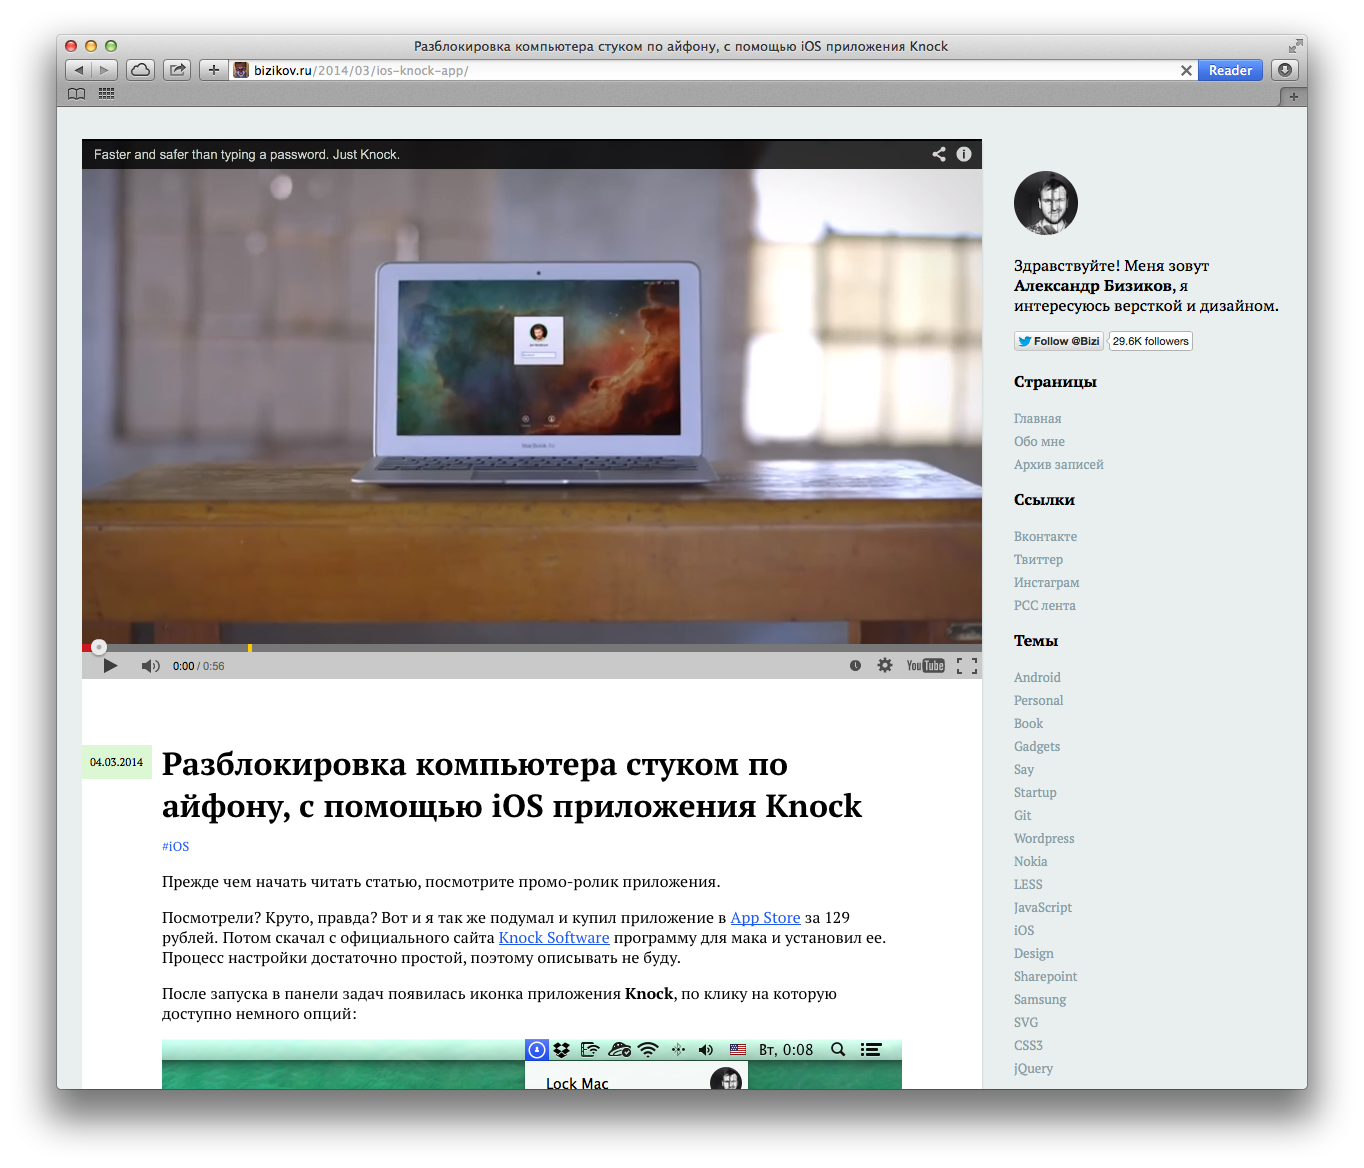 Разблокировка компьютера стуком по айфону, с помощью iOS приложения Knock
bizikov.ru/2014/03/ios-knock-app/
Reader
Faster and safer than typing a password. Just Knock.
MacBook Air
0:00 / 0:56
YouTube
04.03.2014
Разблокировка компьютера стуком по
айфону, с помощью iOS приложения Knock
#iOS
Прежде чем начать читать статью, посмотрите промо-ролик приложения.
Посмотрели? Круто, правда? Вот и я так же подумал и купил приложение в App Store за 129
рублей. Потом скачал с официального сайта Knock Software программу для мака и установил ее.
Процесс настройки достаточно простой, поэтому описывать не буду.
После запуска в панели задач появилась иконка приложения Knock, по клику на которую
доступно немного опций:
Вт, 0:08
Lock Mac
Здравствуйте! Меня зовут
Александр Бизиков, я
интересуюсь версткой и дизайном.
Follow @Bizi
29.6K followers
Страницы
Главная
Обо мне
Архив записей
Ссылки
Вконтакте
Твиттер
Инстаграм
РСС лента
Темы
Android
Personal
Book
Gadgets
Say
Startup
Git
Wordpress
Nokia
LESS
JavaScript
iOS
Design
Sharepoint
Samsung
SVG
CSS3
jQuery